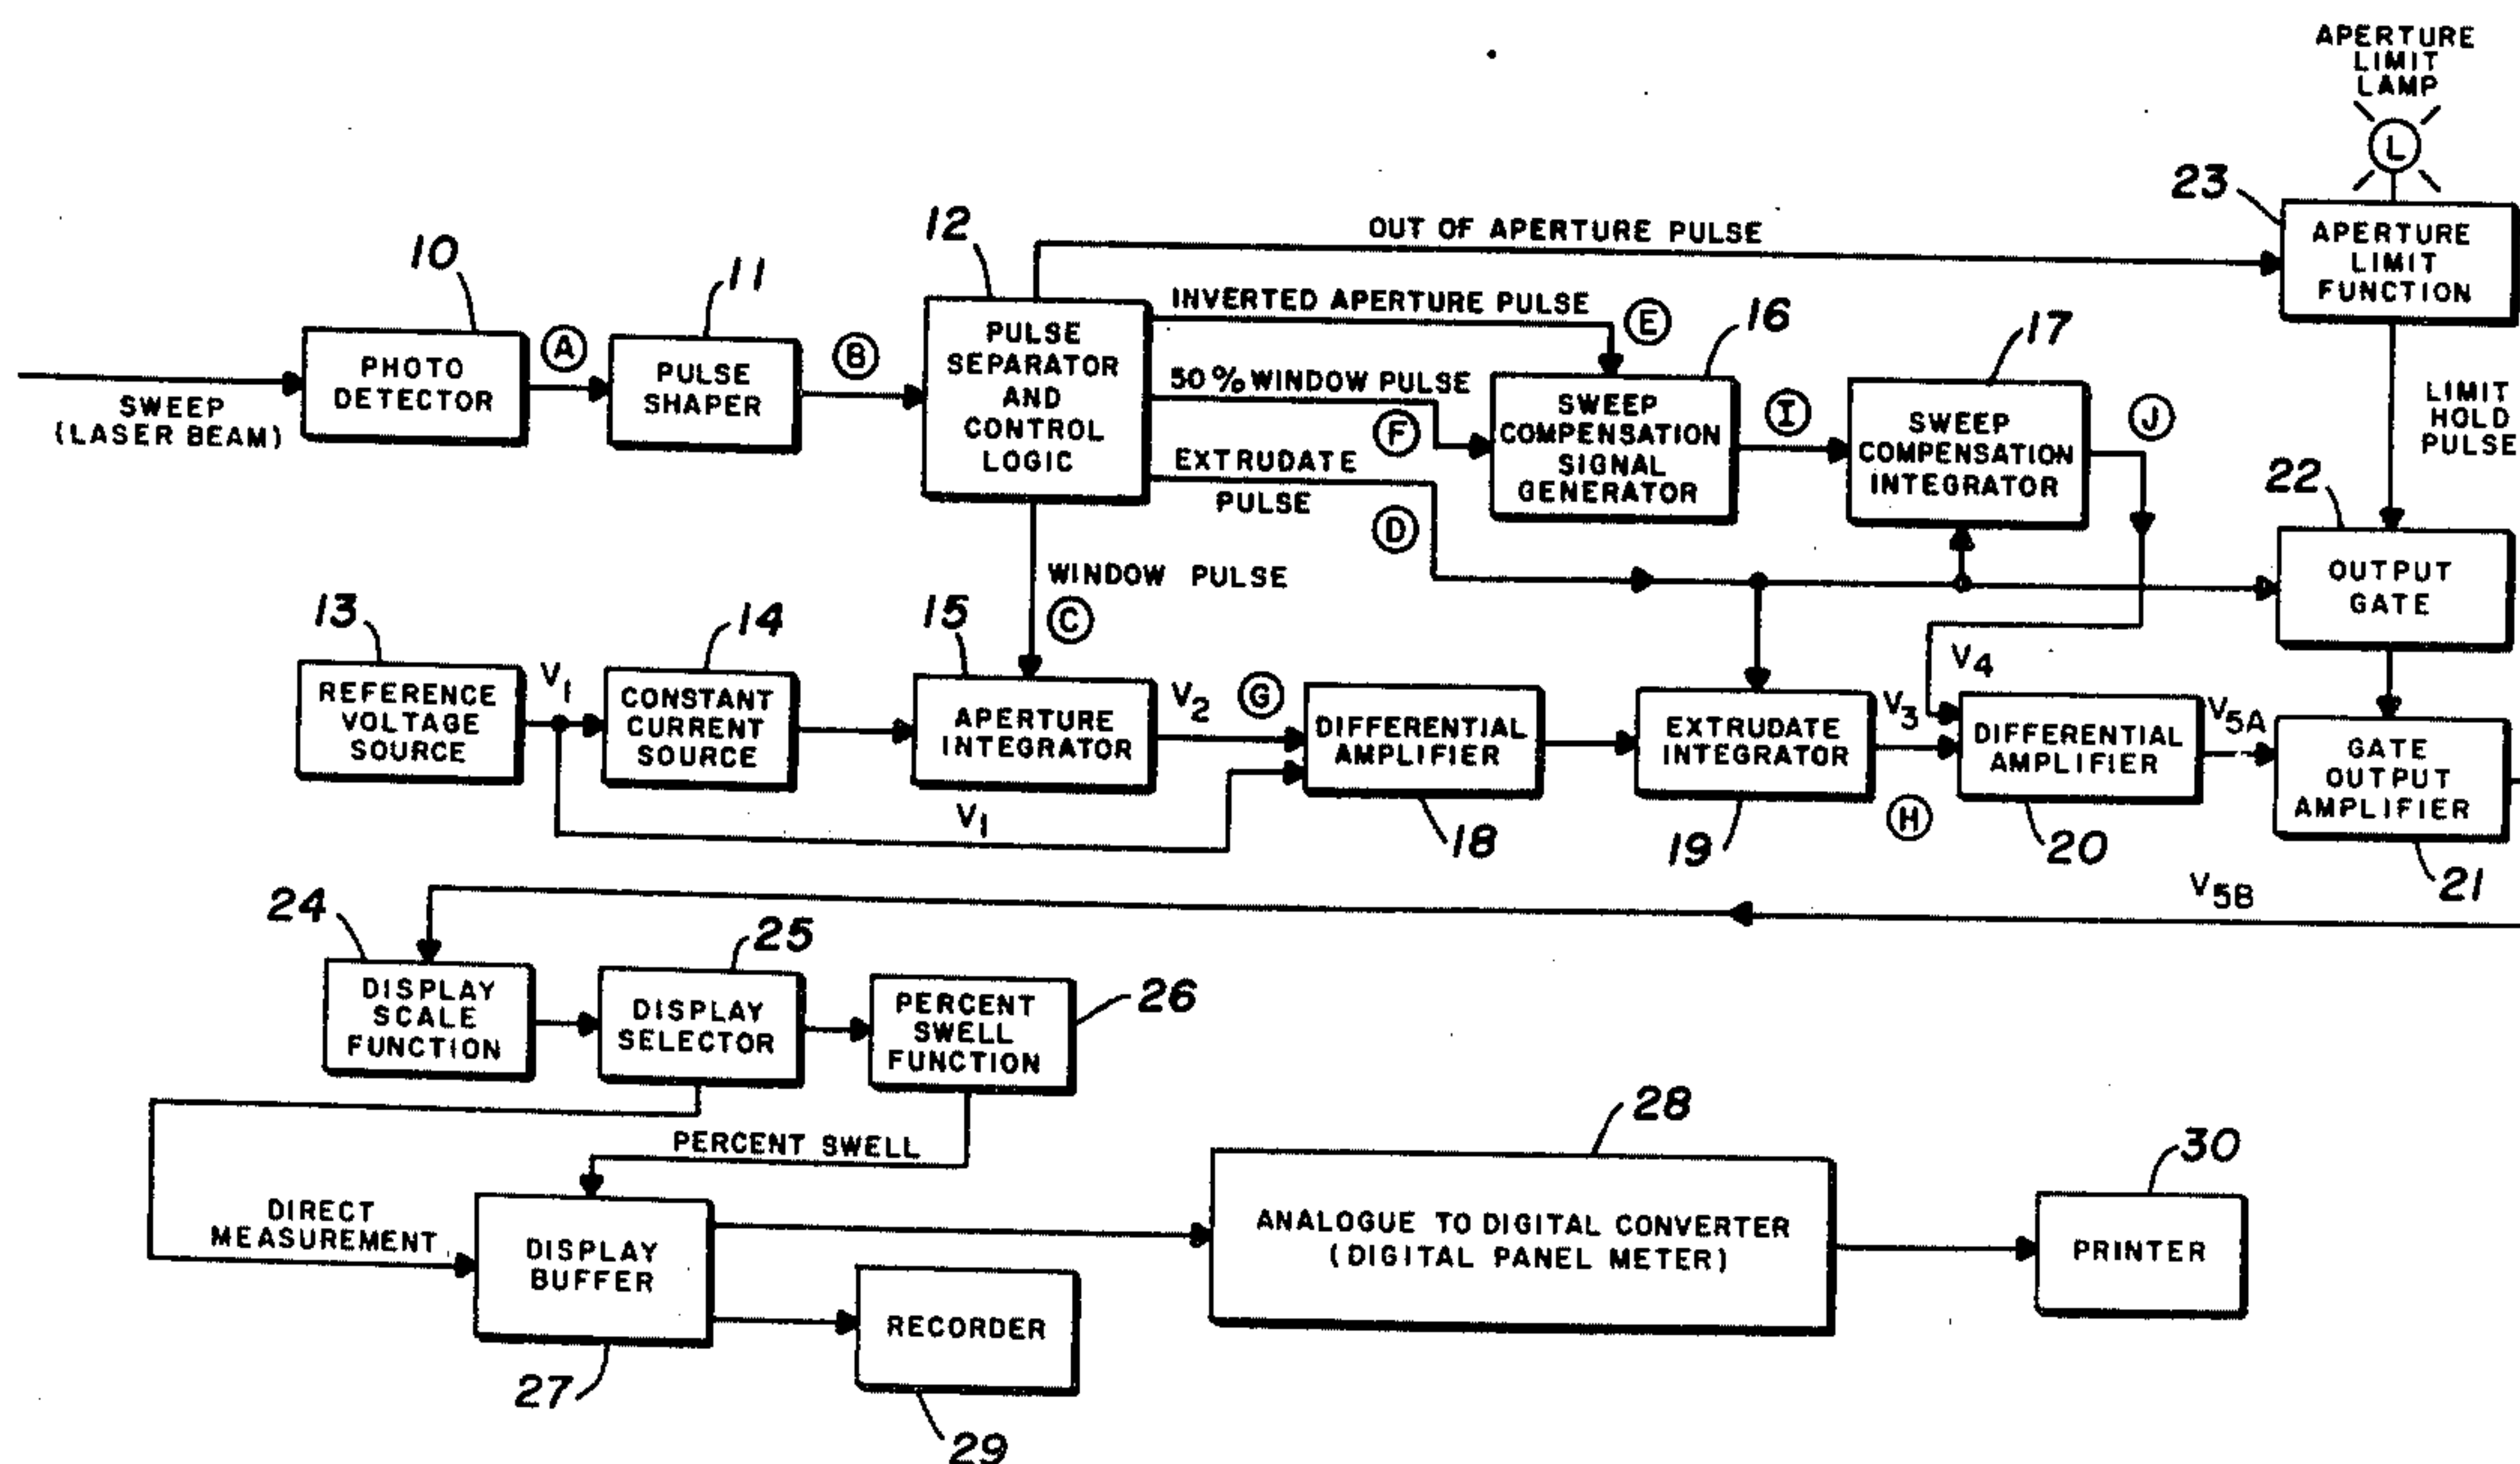 APERTURE
LIMIT
LAMP
L
23
APERTURE
LIMIT
FUNCTION
OUT OF APERTURE PULSE
12
10
11
INVERTED APERTURE PULSE
E
16
17
PHOTO
DETECTOR
A
PULSE
SHAPER
B
PULSE
SEPARATOR
AND
CONTROL
LOGIC
50% WINDOW PULSE
F
SWEEP
COMPENSATION
SIGNAL
GENERATOR
I
SWEEP
COMPENSATION
INTEGRATOR
J
LIMIT
HOLD
PULSE
SWEEP
(LASER BEAM)
EXTRUDATE
PULSE
D
22
OUTPUT
GATE
WINDOW PULSE
C
13
14
15
REFERENCE
VOLTAGE
SOURCE
V1
CONSTANT
CURRENT
SOURCE
APERTURE
INTEGRATOR
V2
G
DIFFERENTIAL
AMPLIFIER
EXTRUDATE
INTEGRATOR
V3
V4
DIFFERENTIAL
AMPLIFIER
V5A
GATE
OUTPUT
AMPLIFIER
V1
18
19
H
20
21
V5B
24
25
26
DISPLAY
SCALE
FUNCTION
DISPLAY
SELECTOR
PERCENT
SWELL
FUNCTION
PERCENT SWELL
28
30
DIRECT
MEASUREMENT
DISPLAY
BUFFER
ANALOGUE TO DIGITAL CONVERTER
(DIGITAL PANEL METER)
PRINTER
RECORDER
27
29